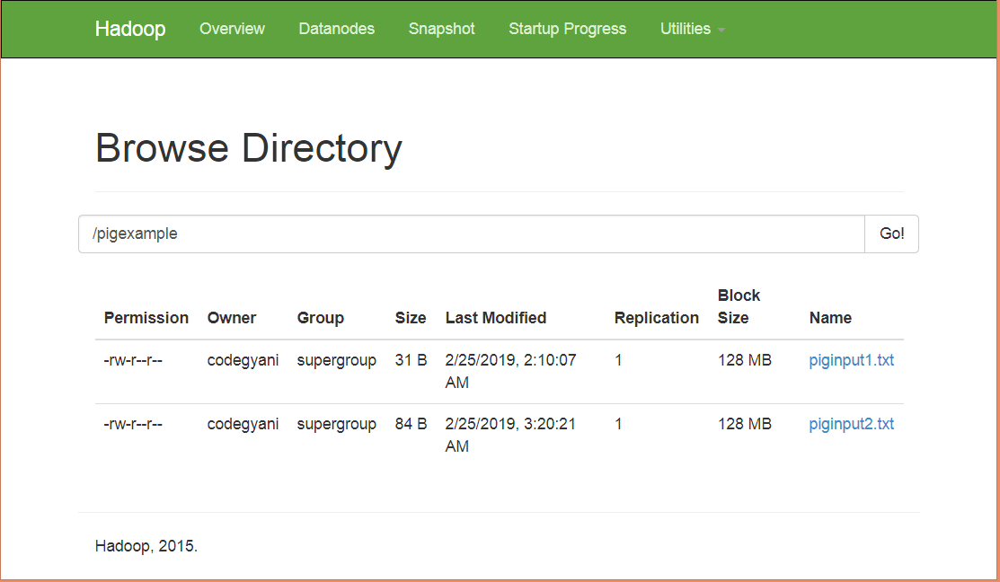 Hadoop Overview Datanodes Snapshot Startup Progress Utilities
Browse Directory
/pigexample Go!
Permission Owner Group Size Last Modified Replication Block Size Name
-rw-r--r-- codegyani supergroup 31 B 2/25/2019, 2:10:07 AM 1 128 MB piginput1.txt
-rw-r--r-- codegyani supergroup 84 B 2/25/2019, 3:20:21 AM 1 128 MB piginput2.txt
Hadoop, 2015.